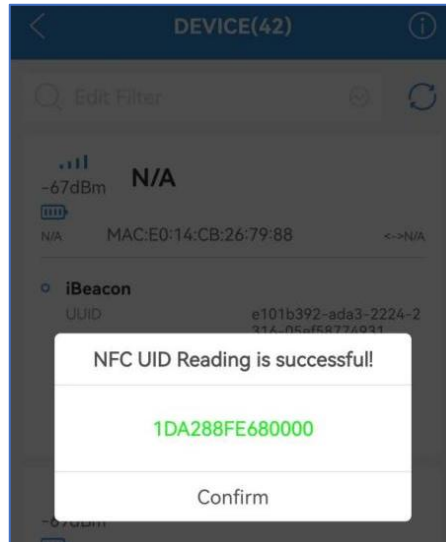 DEVICE(42)
Edit Filter
-67dBm
N/A
N/A
MAC:E0:14:CB:26:79:88
<->N/A
iBeacon
UUID
e101b392-ada3-2224-2
NFC UID Reading is successful!
1DA288FE680000
Confirm